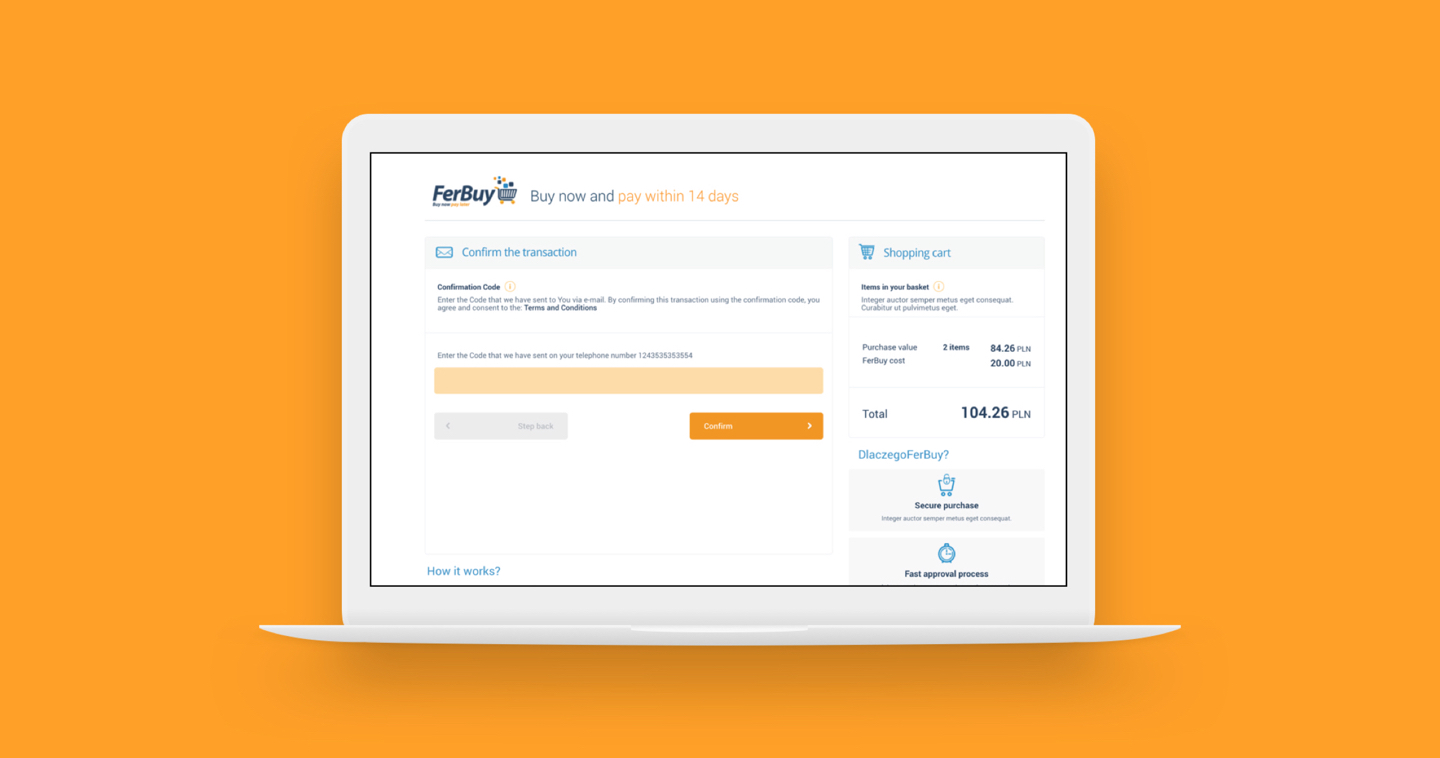 FerBuy
Buy now pay later
Buy now and pay within 14 days
Confirm the transaction
Confirmation Code
Enter the Code that we have sent to You via e-mail. By confirming this transaction using the confirmation code, you
agree and consent to the: Terms and Conditions
Enter the Code that we have sent on your telephone number 1243535353554
Step back
Confirm
How it works?
Shopping cart
Items in your basket
Integer auctor semper metus eget consequat.
Curabitur ut pulvimetus eget.
Purchase value 2 items 84.26 PLN
FerBuy cost 20.00 PLN
Total 104.26 PLN
DlaczegoFerBuy?
Secure purchase
Integer auctor semper metus eget consequat.
Fast approval process